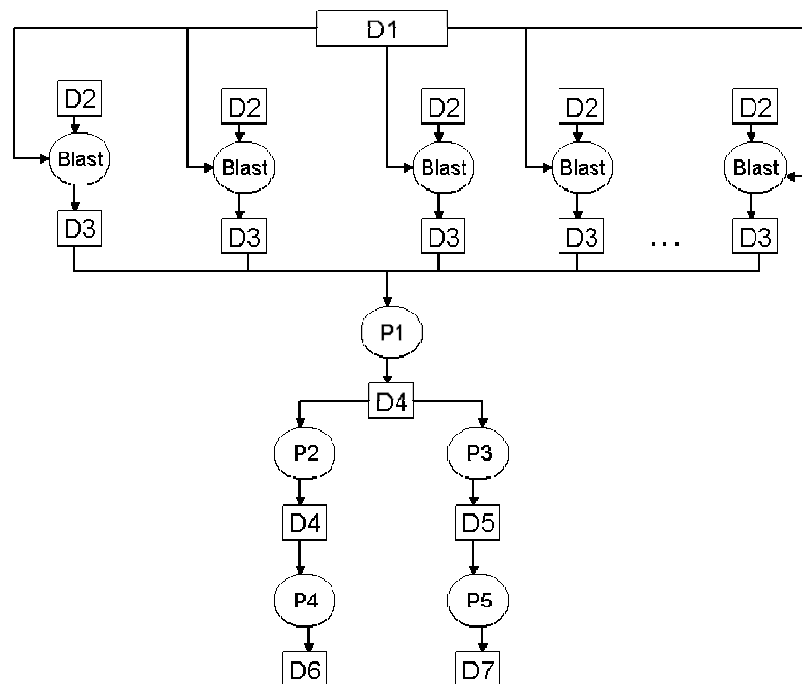 D1
D2 D2 D2 D2 D2
Blast Blast Blast Blast Blast
D3 D3 D3 D3 ... D3
P1
D4
P2 P3
D4 D5
P4 P5
D6 D7